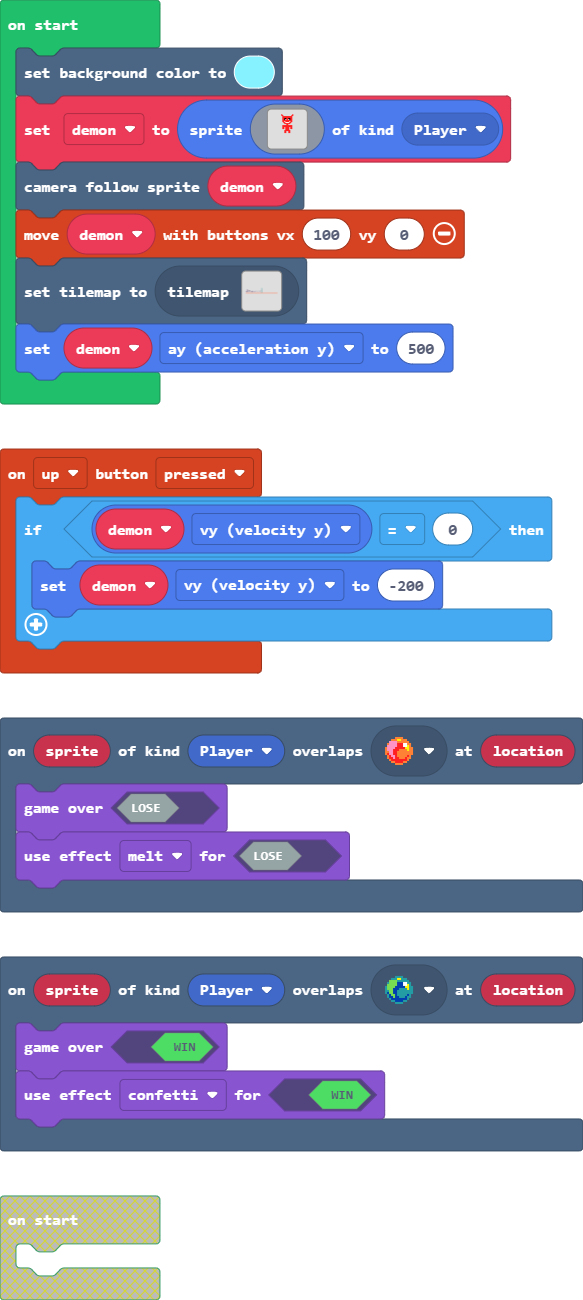 on start
set background color to
set demon to sprite of kind Player
camera follow sprite demon
move demon with buttons vx 100 vy 0
set tilemap to tilemap
set demon ay (acceleration y) to 500
on up button pressed
if demon vy (velocity y) = 0 then
set demon vy (velocity y) to -200
on sprite of kind Player overlaps at location
game over LOSE
use effect melt for LOSE
on sprite of kind Player overlaps at location
game over WIN
use effect confetti for WIN
on start